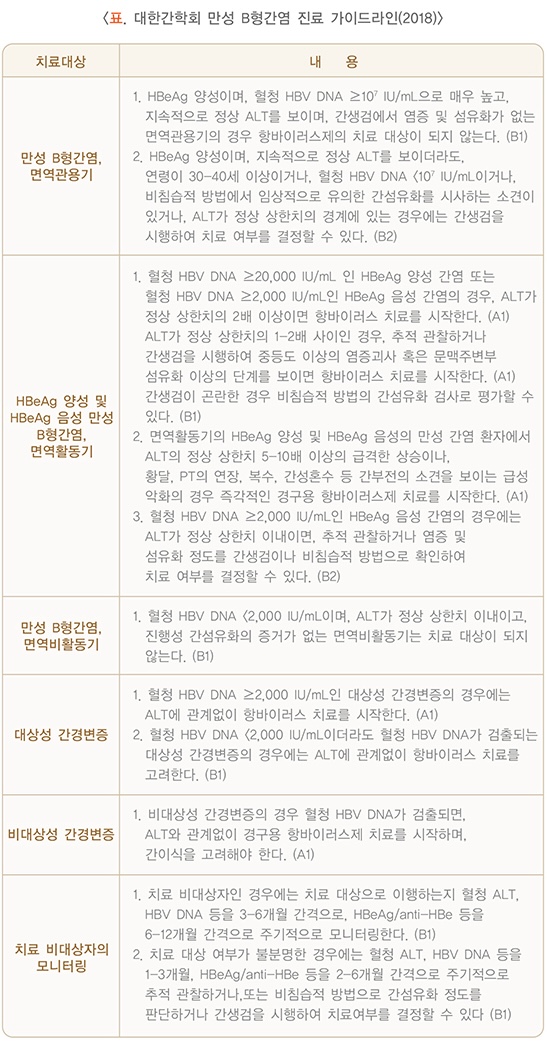 <표. 대한간학회 만성 B형간염 진료 가이드라인(2018)>
치료대상
내 용
만성 B형간염,
면역관용기
1. HBeAg 양성이며, 혈청 HBV DNA ≥10⁷ IU/mL으로 매우 높고,
지속적으로 정상 ALT를 보이며, 간생검에서 염증 및 섬유화가 없는
면역관용기의 경우 항바이러스제의 치료 대상이 되지 않는다. (B1)
2. HBeAg 양성이며, 지속적으로 정상 ALT를 보이더라도,
연령이 30-40세 이상이거나, 혈청 HBV DNA <10⁷ IU/mL이거나,
비침습적 방법에서 임상적으로 유의한 간섬유화를 시사하는 소견이
있거나, ALT가 정상 상한치의 경계에 있는 경우에는 간생검을
시행하여 치료 여부를 결정할 수 있다. (B2)
HBeAg 양성 및
HBeAg 음성 만성
B형간염,
면역활동기
1. 혈청 HBV DNA ≥20,000 IU/mL 인 HBeAg 양성 간염 또는
혈청 HBV DNA ≥2,000 IU/mL인 HBeAg 음성 간염의 경우, ALT가
정상 상한치의 2배 이상이면 항바이러스 치료를 시작한다. (A1)
ALT가 정상 상한치의 1-2배 사이인 경우, 추적 관찰하거나
간생검을 시행하여 중등도 이상의 염증괴사 혹은 문맥주변부
섬유화 이상의 단계를 보이면 항바이러스 치료를 시작한다. (A1)
간생검이 곤란한 경우 비침습적 방법의 간섬유화 검사로 평가할 수
있다. (B1)
2. 면역활동기의 HBeAg 양성 및 HBeAg 음성의 만성 간염 환자에서
ALT의 정상 상한치 5-10배 이상의 급격한 상승이나,
황달, PT의 연장, 복수, 간성혼수 등 간부전의 소견을 보이는 급성
악화의 경우 즉각적인 경구용 항바이러스제 치료를 시작한다. (A1)
3. 혈청 HBV DNA ≥2,000 IU/mL인 HBeAg 음성 간염의 경우에는
ALT가 정상 상한치 이내이면, 추적 관찰하거나 염증 및
섬유화 정도를 간생검이나 비침습적 방법으로 확인하여
치료 여부를 결정할 수 있다. (B2)
만성 B형간염,
면역비활동기
1. 혈청 HBV DNA <2,000 IU/mL이며, ALT가 정상 상한치 이내이고,
진행성 간섬유화의 증거가 없는 면역비활동기는 치료 대상이 되지
않는다. (B1)
대상성 간경변증
1. 혈청 HBV DNA ≥2,000 IU/mL인 대상성 간경변증의 경우에는
ALT에 관계없이 항바이러스 치료를 시작한다. (A1)
2. 혈청 HBV DNA <2,000 IU/mL이더라도 혈청 HBV DNA가 검출되는
대상성 간경변증의 경우에는 ALT에 관계없이 항바이러스 치료를
고려한다. (B1)
비대상성 간경변증
1. 비대상성 간경변증의 경우 혈청 HBV DNA가 검출되면,
ALT와 관계없이 경구용 항바이러스제 치료를 시작하며,
간이식을 고려해야 한다. (A1)
치료 비대상자의
모니터링
1. 치료 비대상자인 경우에는 치료 대상으로 이행하는지 혈청 ALT,
HBV DNA 등을 3-6개월 간격으로, HBeAg/anti-HBe 등을
6-12개월 간격으로 주기적으로 모니터링한다. (B1)
2. 치료 대상 여부가 불분명한 경우에는 혈청 ALT, HBV DNA 등을
1-3개월, HBeAg/anti-HBe 등을 2-6개월 간격으로 주기적으로
추적 관찰하거나,또는 비침습적 방법으로 간섬유화 정도를
판단하거나 간생검을 시행하여 치료여부를 결정할 수 있다 (B1)